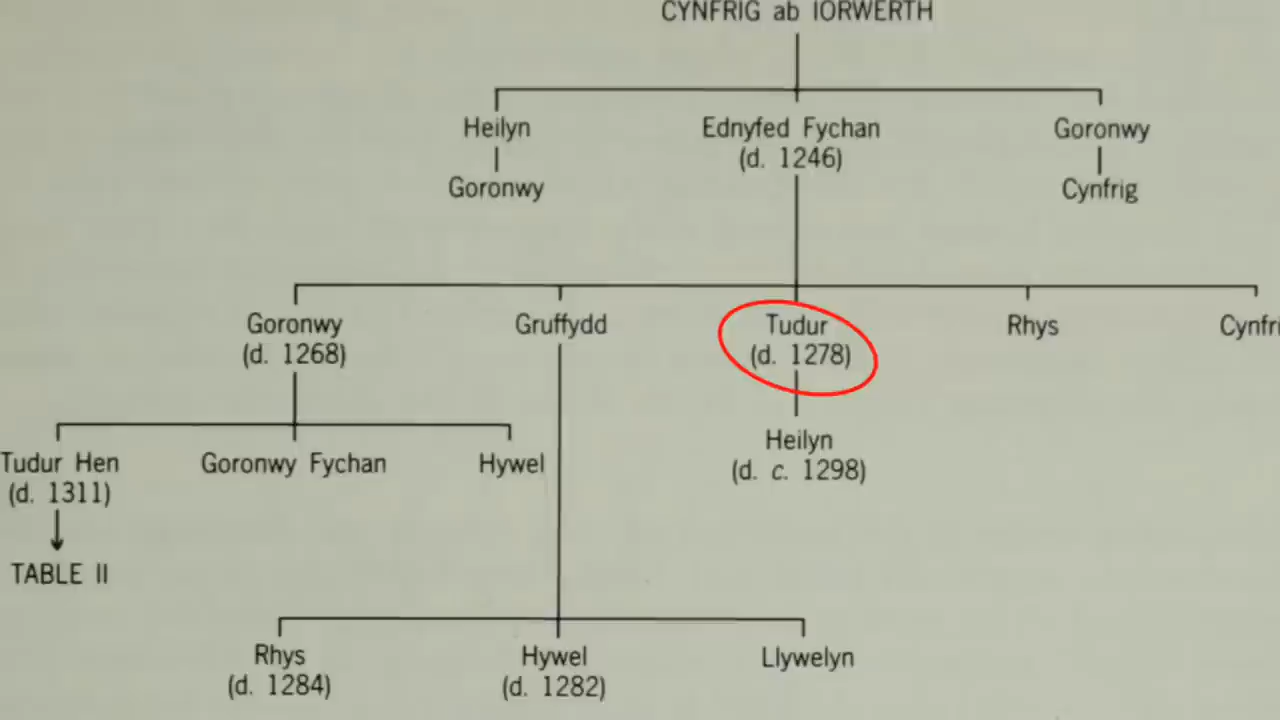 CYNFRIG ab IORWERTH
Heilyn
Ednyfed Fychan
Goronwy
(d. 1246)
Goronwy
Cynfrig
Goronwy
Gruffydd
Tudur
Rhys
Cynfri
(d. 1268)
(d. 1278)
Heilyn
(d. c. 1298)
Tudur Hen
Goronwy Fychan
Hywel
(d. 1311)
TABLE II
Rhys
Hywel
Llywelyn
(d. 1284)
(d. 1282)